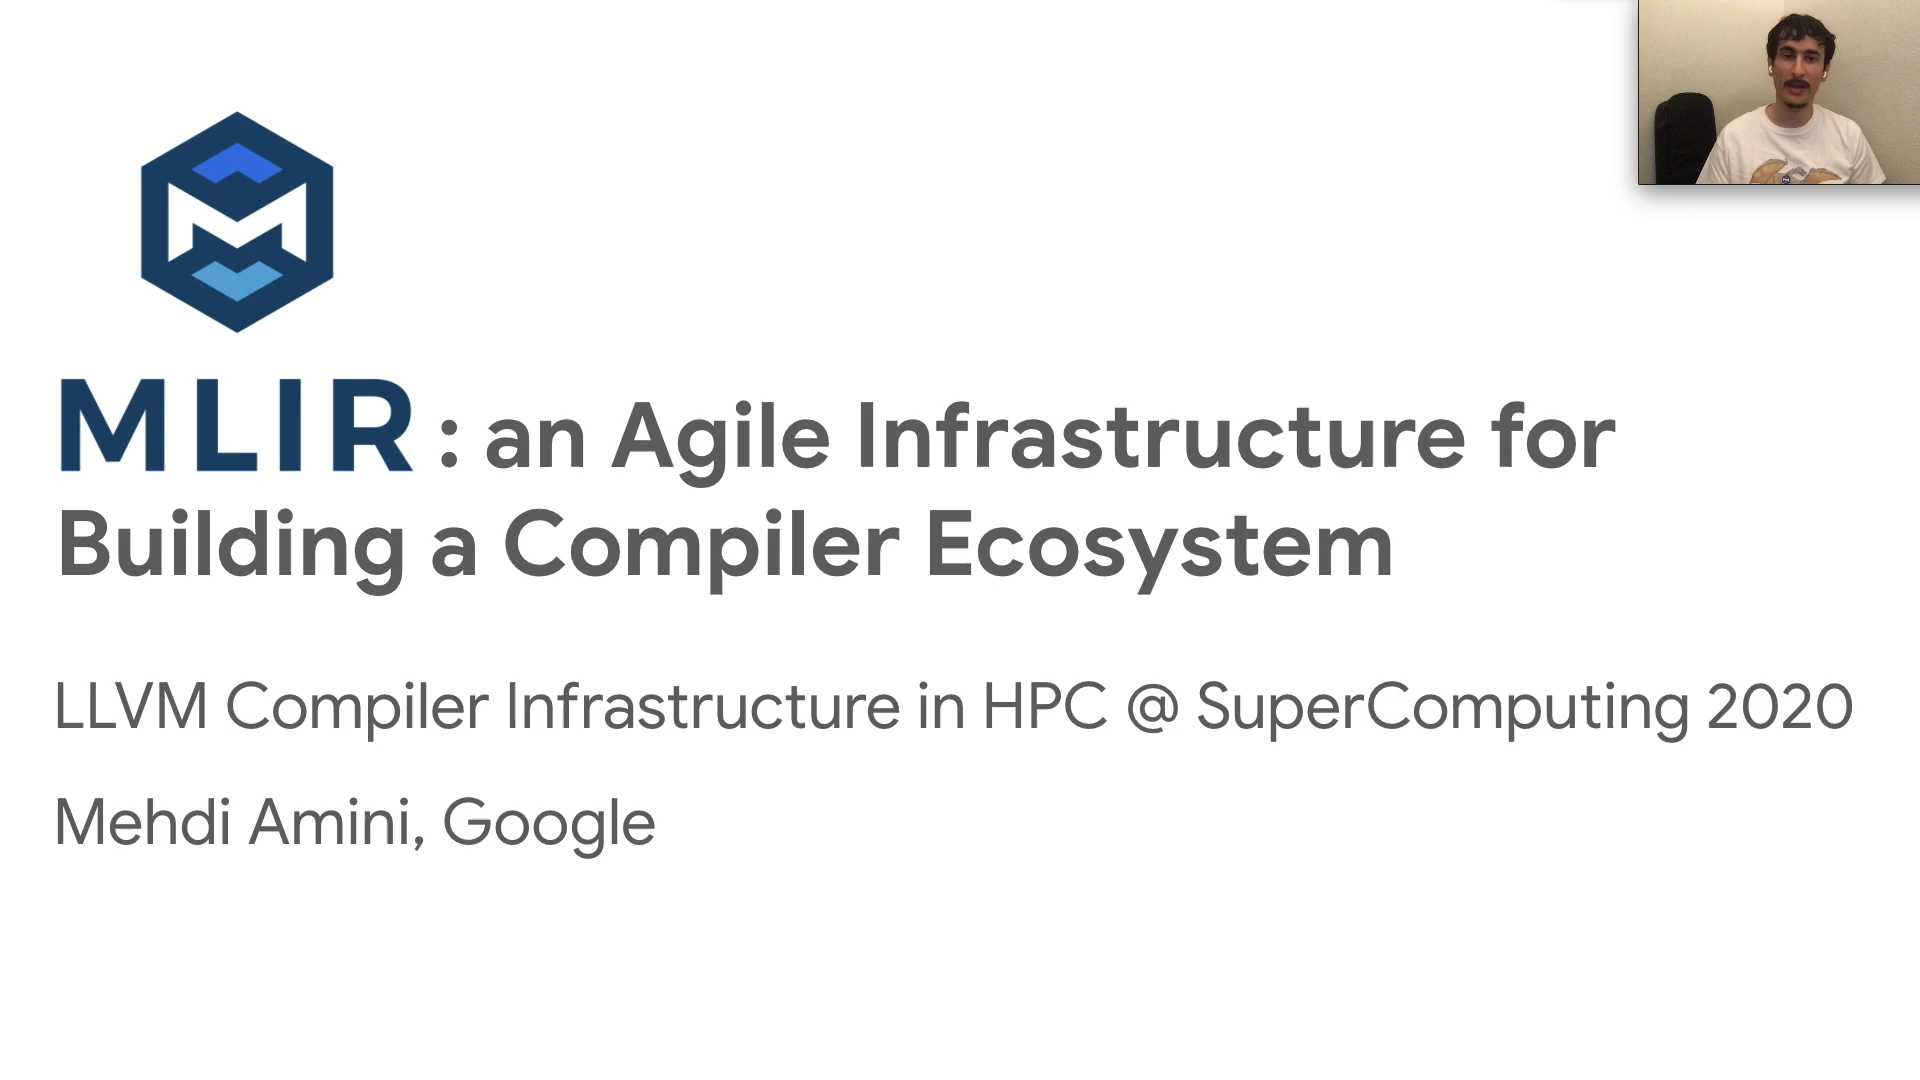 MLIR : an Agile Infrastructure for
Building a Compiler Ecosystem
LLVM Compiler Infrastructure in HPC @ SuperComputing 2020
Mehdi Amini, Google